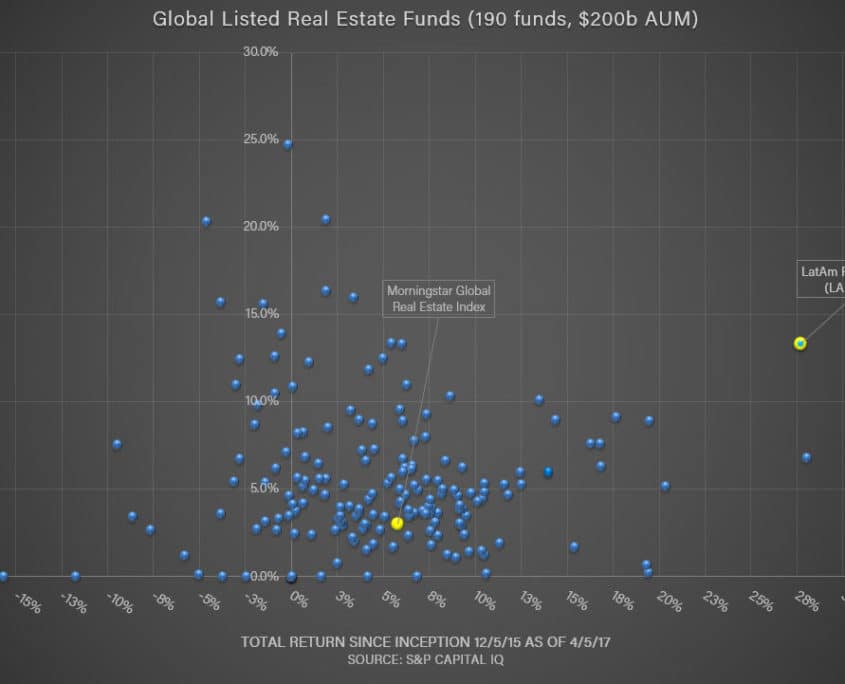 Global Listed Real Estate Funds (190 funds, $200b AUM)
30.0%
25.0%
20.0%
Morningstar Global
Real Estate Index
LatAm
(LA
15.0%
10.0%
5.0%
0.0%
-15% -13% -10% -8% -5% -3% 0% 3% 5% 8% 10% 13% 15% 18% 20% 23% 25% 28%
TOTAL RETURN SINCE INCEPTION 12/5/15 AS OF 4/5/17
SOURCE: S&P CAPITAL IQ